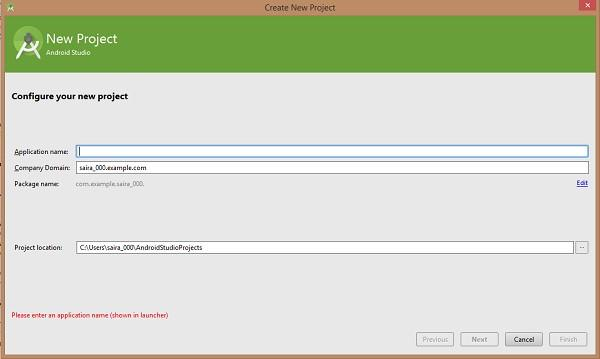 Create New Project
New Project
Android Studio
Configure your new project
Application name:
Company Domain: saira_000.example.com
Package name: com.example.saira_000. Edit
Project location: C:\Users\saira_000\AndroidStudioProjects ...
Please enter an application name (shown in launcher)
Previous Next Cancel Finish